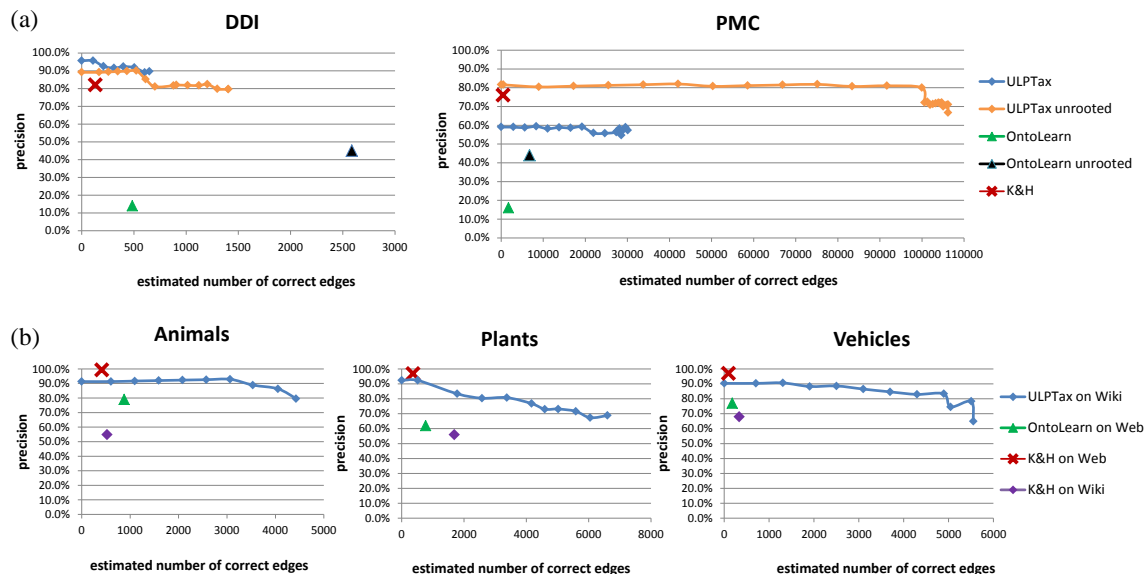 (a)
DDI
PMC
100.0%
90.0%
80.0%
70.0%
60.0%
50.0%
40.0%
30.0%
20.0%
10.0%
0.0%
precision
0 500 1000 1500 2000 2500 3000
estimated number of correct edges
100.0%
90.0%
80.0%
70.0%
60.0%
50.0%
40.0%
30.0%
20.0%
10.0%
0.0%
precision
0 10000 20000 30000 40000 50000 60000 70000 80000 90000 100000 110000
estimated number of correct edges
ULPTax
ULPTax unrooted
OntoLearn
OntoLearn unrooted
K&H
(b)
Animals
Plants
Vehicles
100.0%
90.0%
80.0%
70.0%
60.0%
50.0%
40.0%
30.0%
20.0%
10.0%
0.0%
precision
0 1000 2000 3000 4000 5000
estimated number of correct edges
100.0%
90.0%
80.0%
70.0%
60.0%
50.0%
40.0%
30.0%
20.0%
10.0%
0.0%
precision
0 2000 4000 6000 8000
estimated number of correct edges
100.0%
90.0%
80.0%
70.0%
60.0%
50.0%
40.0%
30.0%
20.0%
10.0%
0.0%
precision
0 1000 2000 3000 4000 5000 6000
estimated number of correct edges
ULPTax on Wiki
OntoLearn on Web
K&H on Web
K&H on Wiki